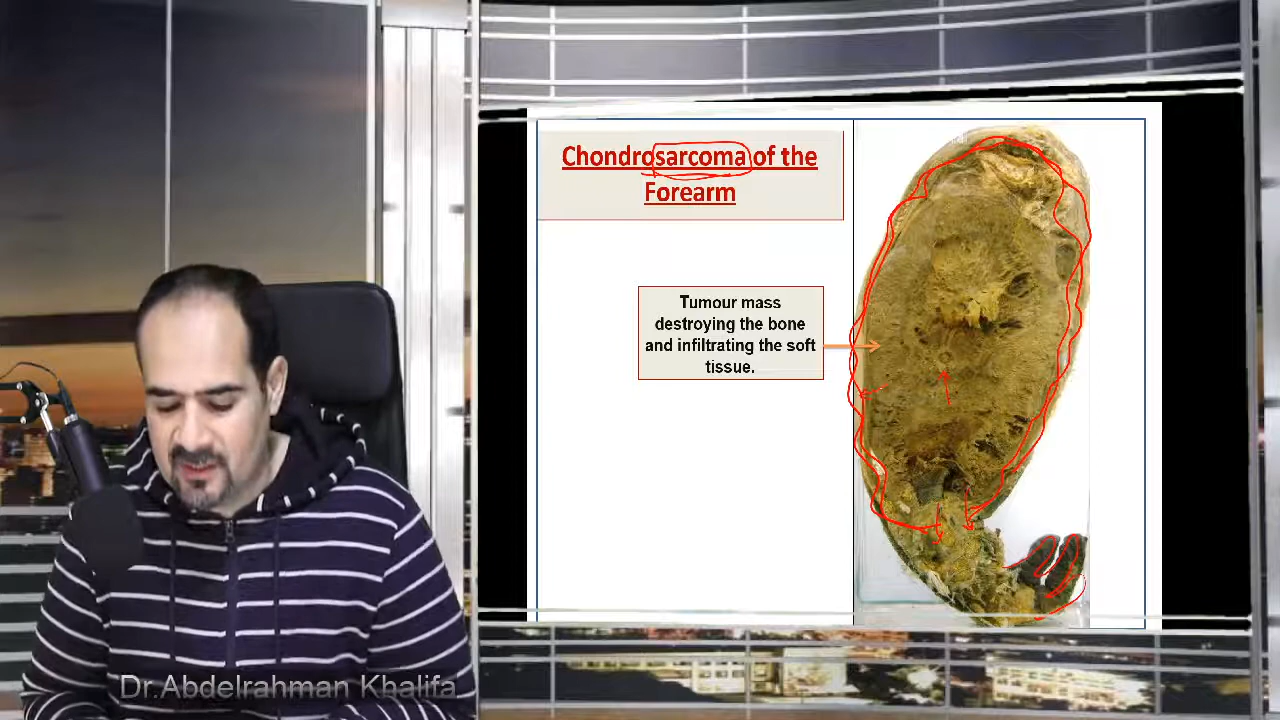 Chondrosarcoma of the
Forearm
Tumour mass
destroying the bone
and infiltrating the soft
tissue.
Dr.Abdelrahman Khalifa